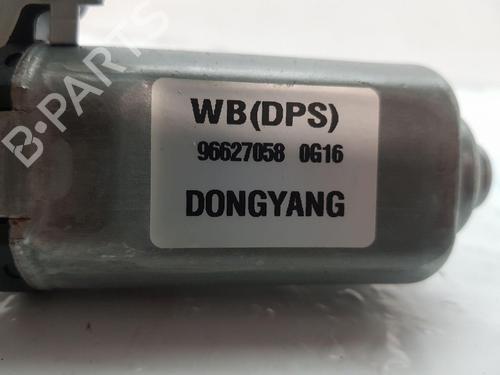 WB(DPS)
96627058 0G16
DONGYANG
B-PARTS